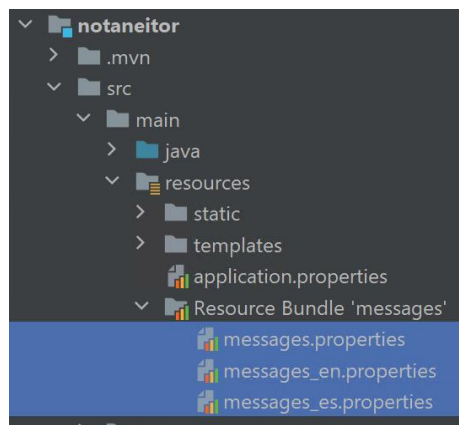 notaneitor
.mvn
src
main
java
resources
static
templates
application.properties
Resource Bundle 'messages'
messages.properties
messages_en.properties
messages_es.properties